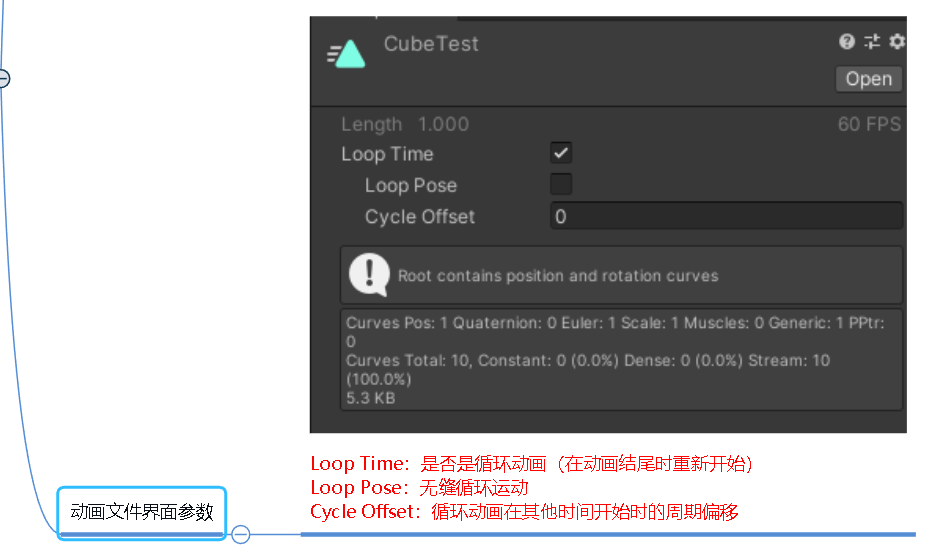 CubeTest
Open
Length 1.000 60 FPS
Loop Time
Loop Pose
Cycle Offset 0
Root contains position and rotation curves
Curves Pos: 1 Quaternion: 0 Euler: 1 Scale: 1 Muscles: 0 Generic: 1 PPtr:
0
Curves Total: 10, Constant: 0 (0.0%) Dense: 0 (0.0%) Stream: 10
(100.0%)
5.3 KB
Loop Time：是否是循环动画（在动画结尾时重新开始）
Loop Pose：无缝循环运动
Cycle Offset：循环动画在其他时间开始时的周期偏移
动画文件界面参数